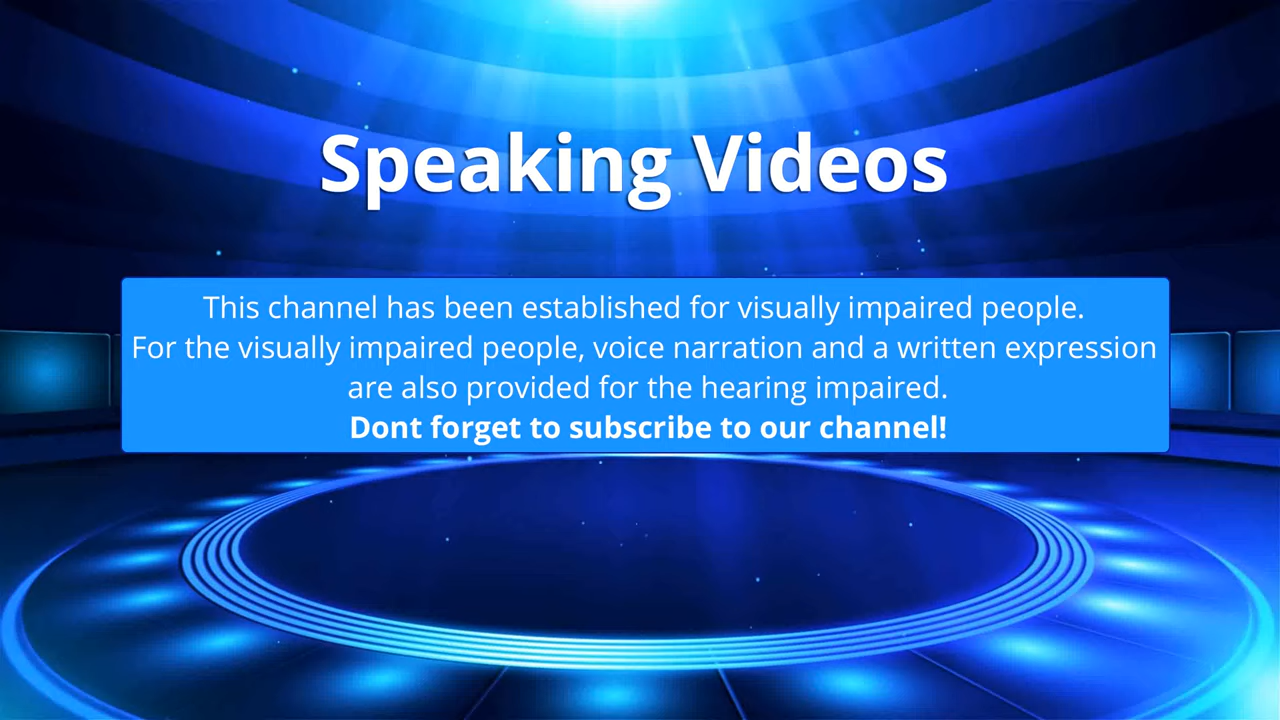 Speaking Videos
This channel has been established for visually impaired people.
For the visually impaired people, voice narration and a written expression
are also provided for the hearing impaired.
Dont forget to subscribe to our channel!